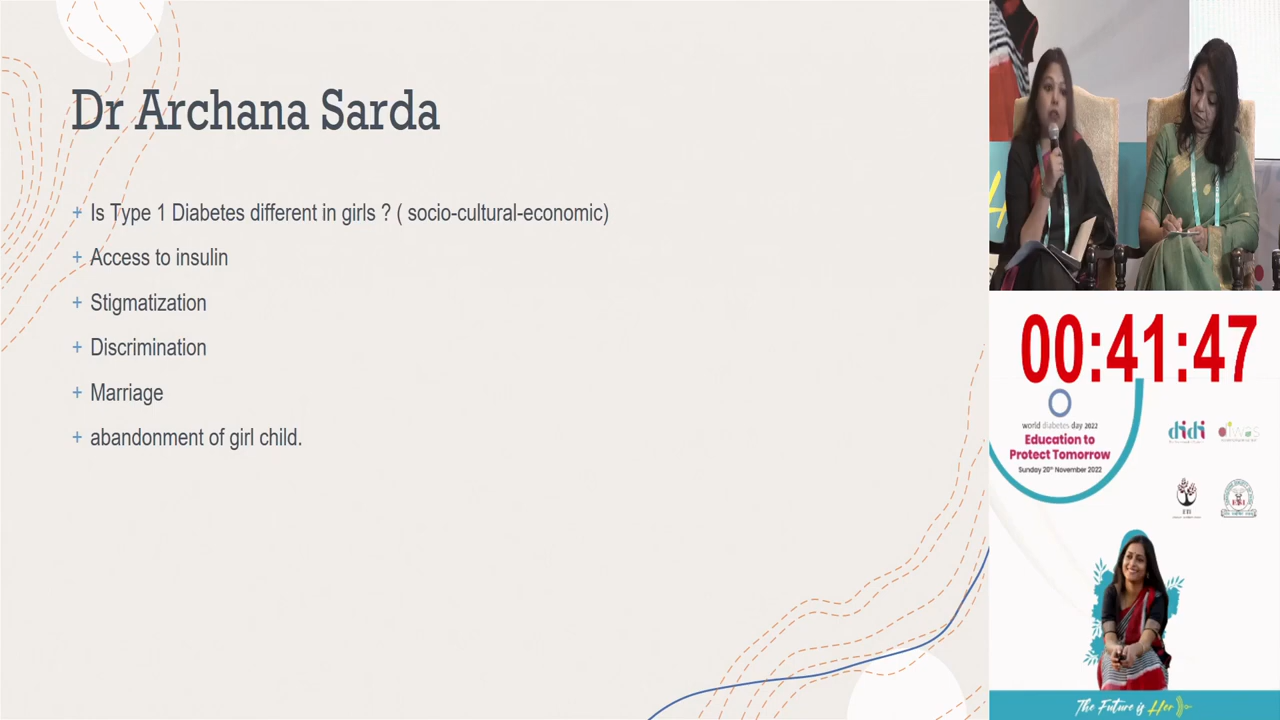 Dr Archana Sarda
+ Is Type 1 Diabetes different in girls ? ( socio-cultural-economic)
+ Access to insulin
+ Stigmatization
+ Discrimination
+ Marriage
+ abandonment of girl child.
00:41:47
world diabetes day 2022
Education to
Protect Tomorrow
Sunday 20th November 2022
didi
The Future is Her